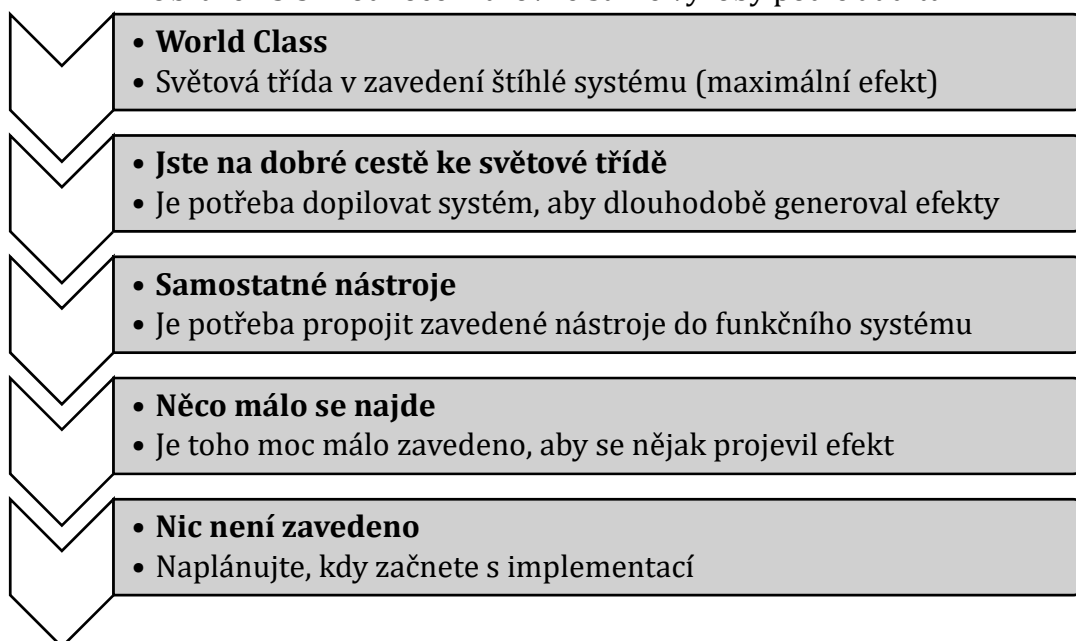 • World Class
• Světová třída v zavedení štíhlé systému (maximální efekt)
• Jste na dobré cestě ke světové třídě
• Je potřeba dopilovat systém, aby dlouhodobě generoval efekty
• Samostatné nástroje
• Je potřeba propojit zavedené nástroje do funkčního systému
• Něco málo se najde
• Je toho moc málo zavedeno, aby se nějak projevil efekt
• Nic není zavedeno
• Naplánujte, kdy začnete s implementací